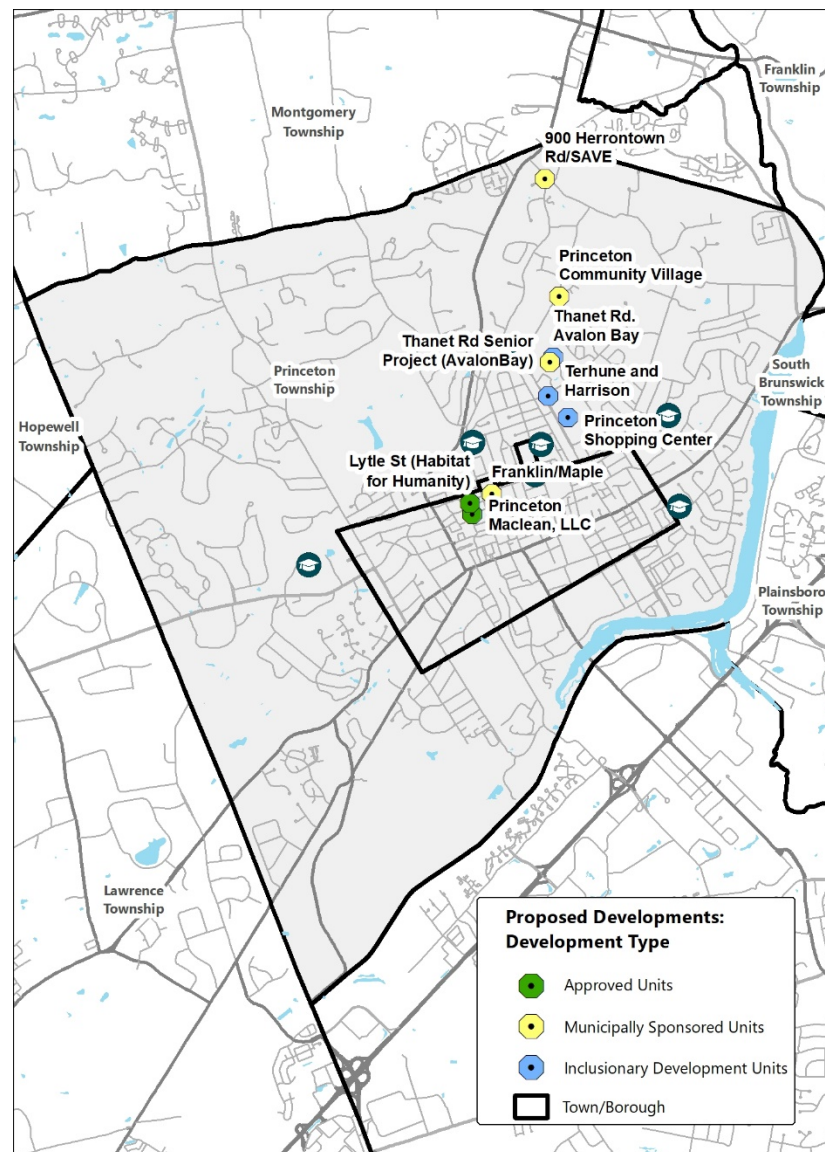 Franklin
Township
Montgomery
Township
900 Herrontown
Rd/SAVE
Princeton
Community Village
Thanet Rd.
Avalon Bay
Thanet Rd Senior
Project (AvalonBay)
Terhune and
Harrison
Princeton
Township
South
Brunswick
Township
Hopewell
Township
Princeton
Shopping Center
Lytle St (Habitat
for Humanity)
Franklin/Maple
Princeton
Maclean, LLC
Plainsboro
Township
Lawrence
Township
Proposed Developments:
Development Type
Approved Units
Municipally Sponsored Units
Inclusionary Development Units
Town/Borough